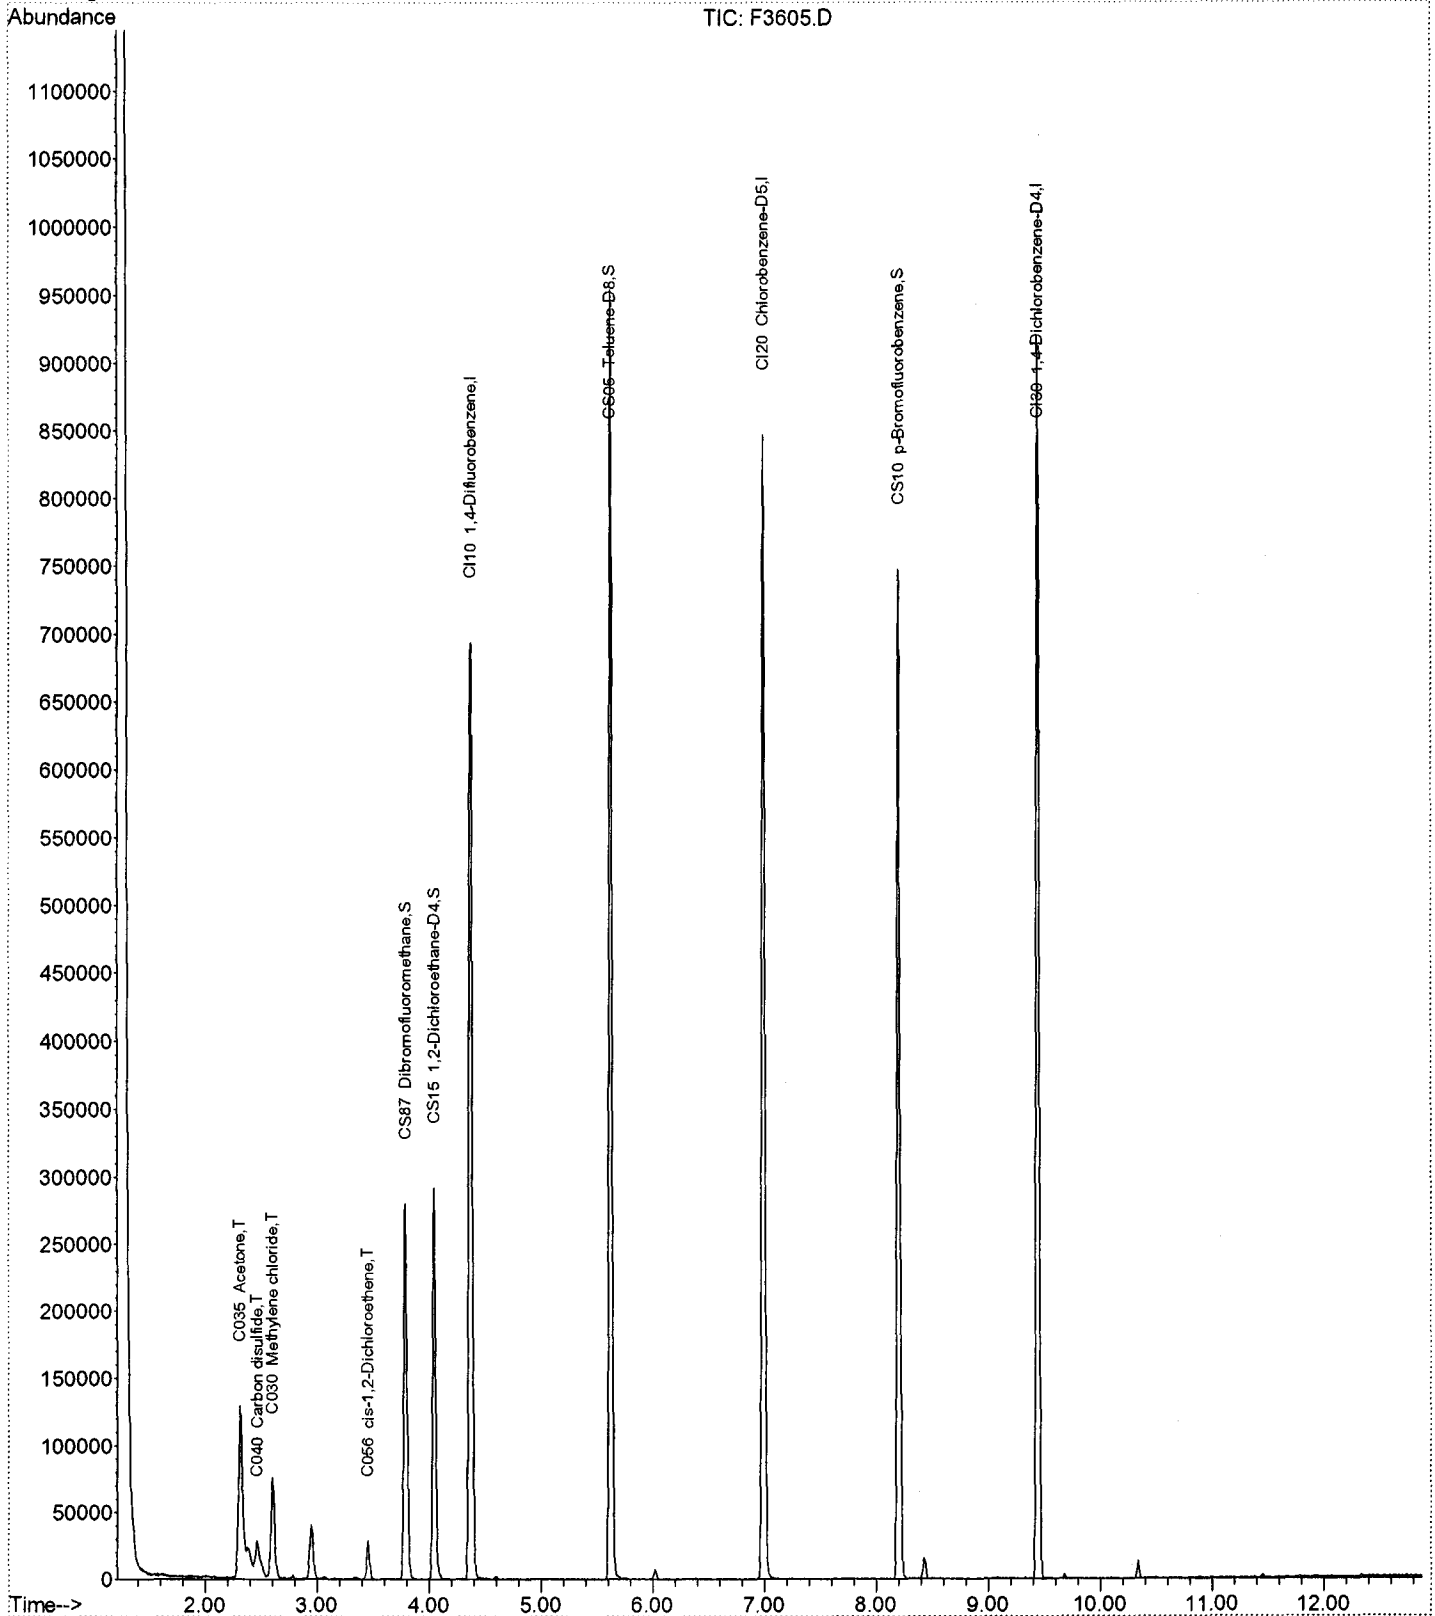 Abundance
TIC: F3605.D
1100000
1050000
1000000
950000
900000
850000
800000
750000
700000
650000
600000
550000
500000
450000
400000
350000
300000
250000
200000
150000
100000
50000
0
C035 Acetone,T
C040 Carbon disulfide,T
C030 Methylene chloride,T
C056 cis-1,2-Dichloroethene,T
CS87 Dibromofluoromethane,S
CS15 1,2-Dichloroethane-D4,S
CI10 1,4-Difluorobenzene,I
CS05 Toluene-D8,S
CI20 Chlorobenzene-D5,I
CS10 p-Bromofluorobenzene,S
CI30 1,4-Dichlorobenzene-D4,I
Time-->
2.00 3.00 4.00 5.00 6.00 7.00 8.00 9.00 10.00 11.00 12.00